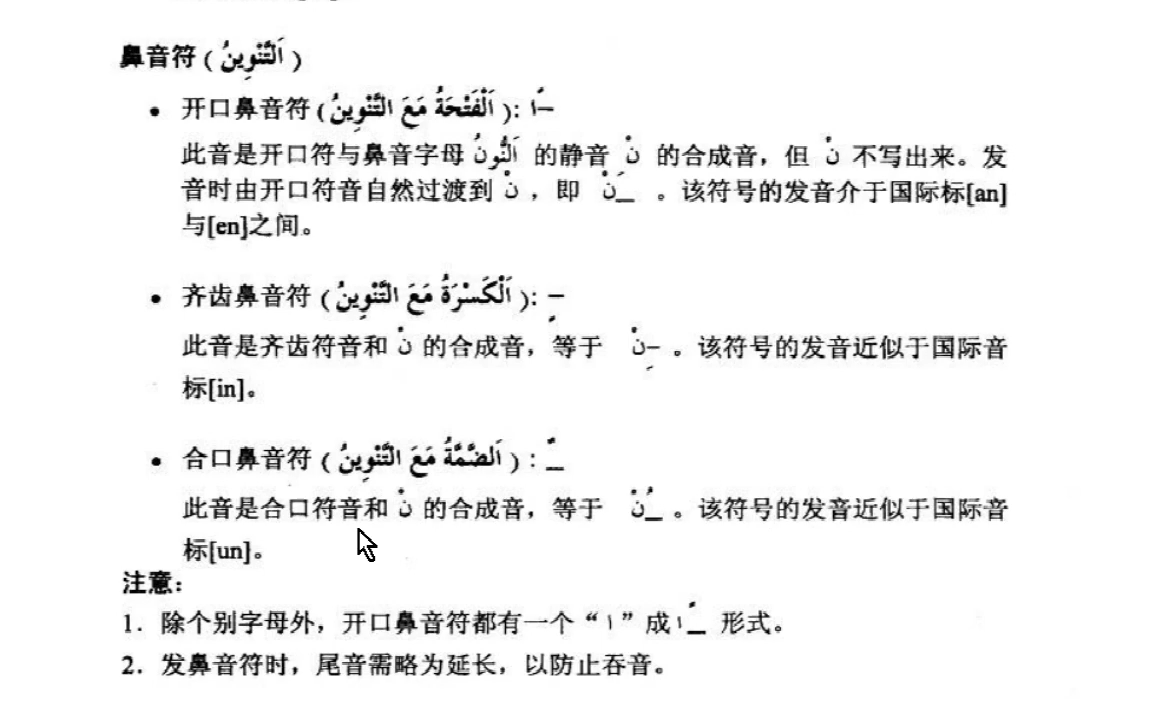 鼻音符（اَلتَّنْوِينُ）
• 开口鼻音符（اَلْفَتْحَةُ مَعَ التَّنْوِينُ）: ـًا
此音是开口符与鼻音字母 اَلنُّونُ 的静音 نْ 的合成音，但 نْ 不写出来。发
音时由开口符音自然过渡到 نْ ，即 ـَنْ 。该符号的发音介于国际标[an]
与[en]之间。
• 齐齿鼻音符（اَلْكَسْرَةُ مَعَ التَّنْوِينُ）: ـٍ
此音是齐齿符音和 نْ 的合成音，等于 ـِنْ 。该符号的发音近似于国际音
标[in]。
• 合口鼻音符（اَلضَّمَّةُ مَعَ التَّنْوِينُ）: ـٌ
此音是合口符音和 نْ 的合成音，等于 ـُنْ 。该符号的发音近似于国际音
标[un]。
注意：
1. 除个别字母外，开口鼻音符都有一个“ا”成 ـًا 形式。
2. 发鼻音符时，尾音需略为延长，以防止吞音。